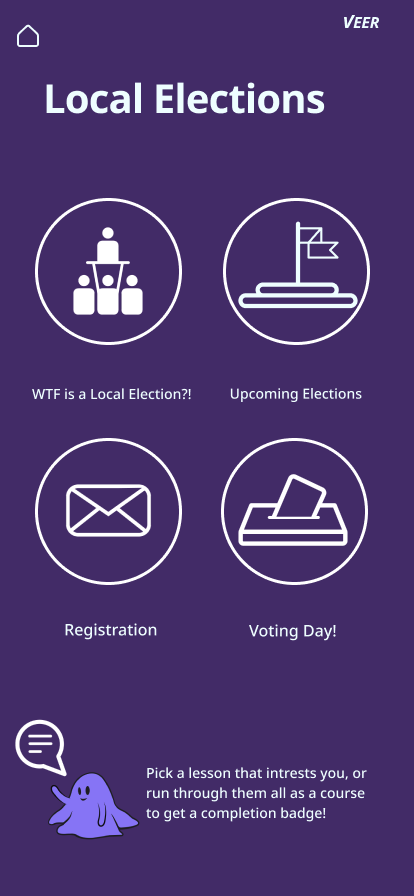 VEER
Local Elections
WTF is a Local Election?!
Upcoming Elections
Registration
Voting Day!
Pick a lesson that intrests you, or
run through them all as a course
to get a completion badge!